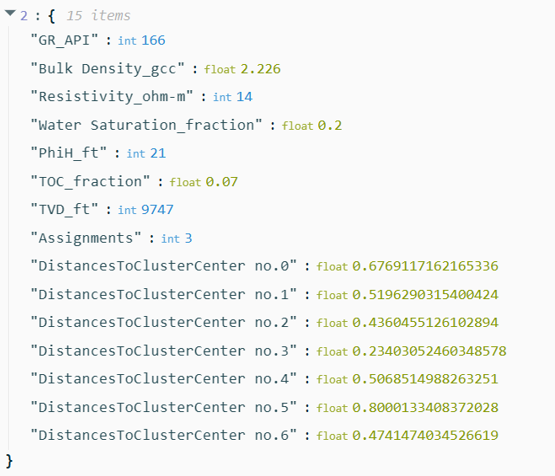 2 : { 15 items
"GR_API" : int 166
"Bulk Density_gcc" : float 2.226
"Resistivity_ohm-m" : int 14
"Water Saturation_fraction" : float 0.2
"PhiH_ft" : int 21
"TOC_fraction" : float 0.07
"TVD_ft" : int 9747
"Assignments" : int 3
"DistancesToClusterCenter no.0" : float 0.6769117162165336
"DistancesToClusterCenter no.1" : float 0.5196290315400424
"DistancesToClusterCenter no.2" : float 0.4360455126102894
"DistancesToClusterCenter no.3" : float 0.23403052460348578
"DistancesToClusterCenter no.4" : float 0.5068514988263251
"DistancesToClusterCenter no.5" : float 0.8000133408372028
"DistancesToClusterCenter no.6" : float 0.4741474034526619
}